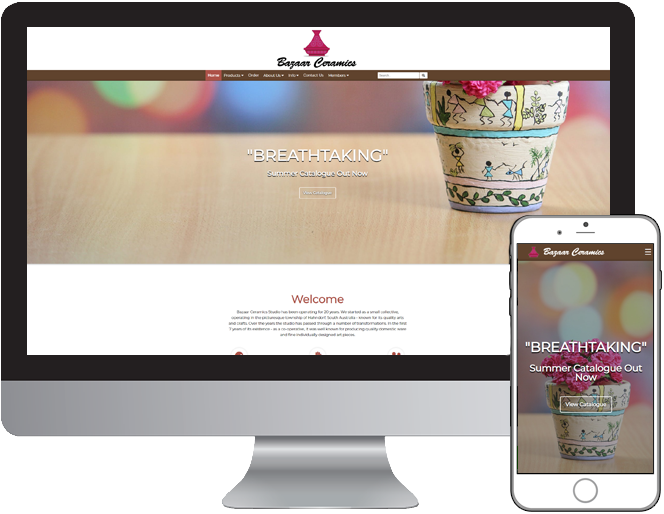 Bazaar Ceramics
Home Products Order About Us Info Contact Us Members Search
"BREATHTAKING"
Summer Catalogue Out Now
View Catalogue
Welcome
Bazaar Ceramics Studio has been operating for 20 years. We started as a small collective,
operating in the picturesque township of Hahndorf South Australia - known for its quality arts
and crafts. Over the years the studio has passed through a number of transformations. In the first
7 years of its existence - as a co-operative, it was well known for producing quality domestic ware
and fine individually designed art pieces.
Bazaar Ceramics
"BREATHTAKING"
Summer Catalogue Out
Now
View Catalogue